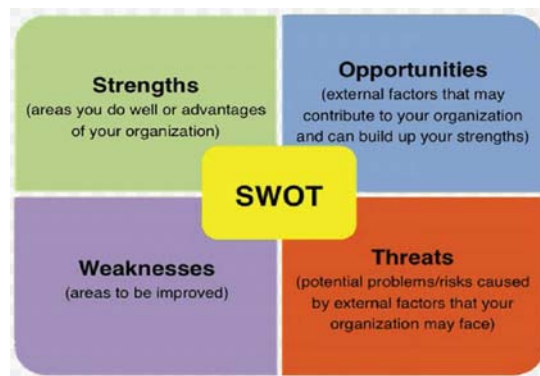 Strengths
(areas you do well or advantages
of your organization)
Opportunities
(external factors that may
contribute to your organization
and can build up your strengths)
SWOT
Weaknesses
(areas to be improved)
Threats
(potential problems/risks caused
by external factors that your
organization may face)